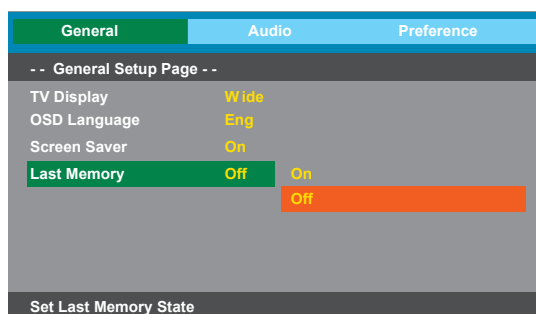 General Audio Preference
- - General Setup Page - -
TV Display Wide
OSD Language Eng
Screen Saver On
Last Memory Off On
Off
Set Last Memory State